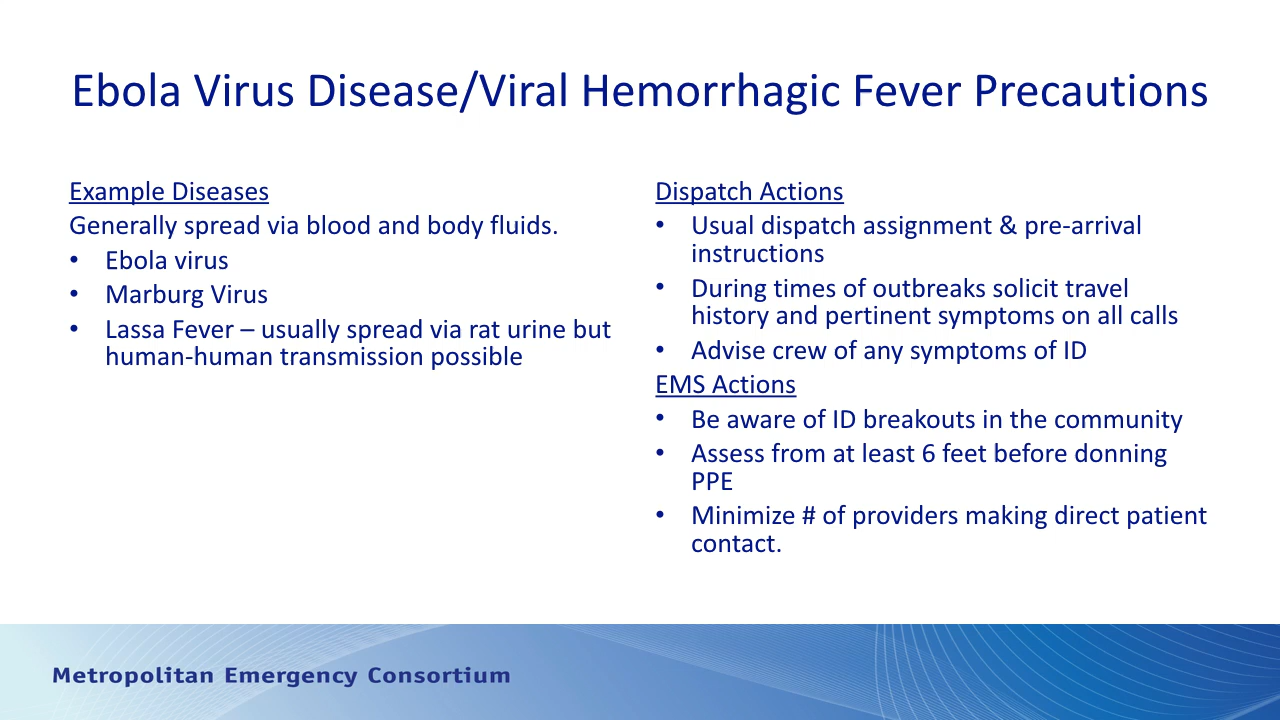 Ebola Virus Disease/Viral Hemorrhagic Fever Precautions
Example Diseases
Generally spread via blood and body fluids.
• Ebola virus
• Marburg Virus
• Lassa Fever – usually spread via rat urine but
human-human transmission possible
Dispatch Actions
• Usual dispatch assignment & pre-arrival
instructions
• During times of outbreaks solicit travel
history and pertinent symptoms on all calls
• Advise crew of any symptoms of ID
EMS Actions
• Be aware of ID breakouts in the community
• Assess from at least 6 feet before donning
PPE
• Minimize # of providers making direct patient
contact.
Metropolitan Emergency Consortium